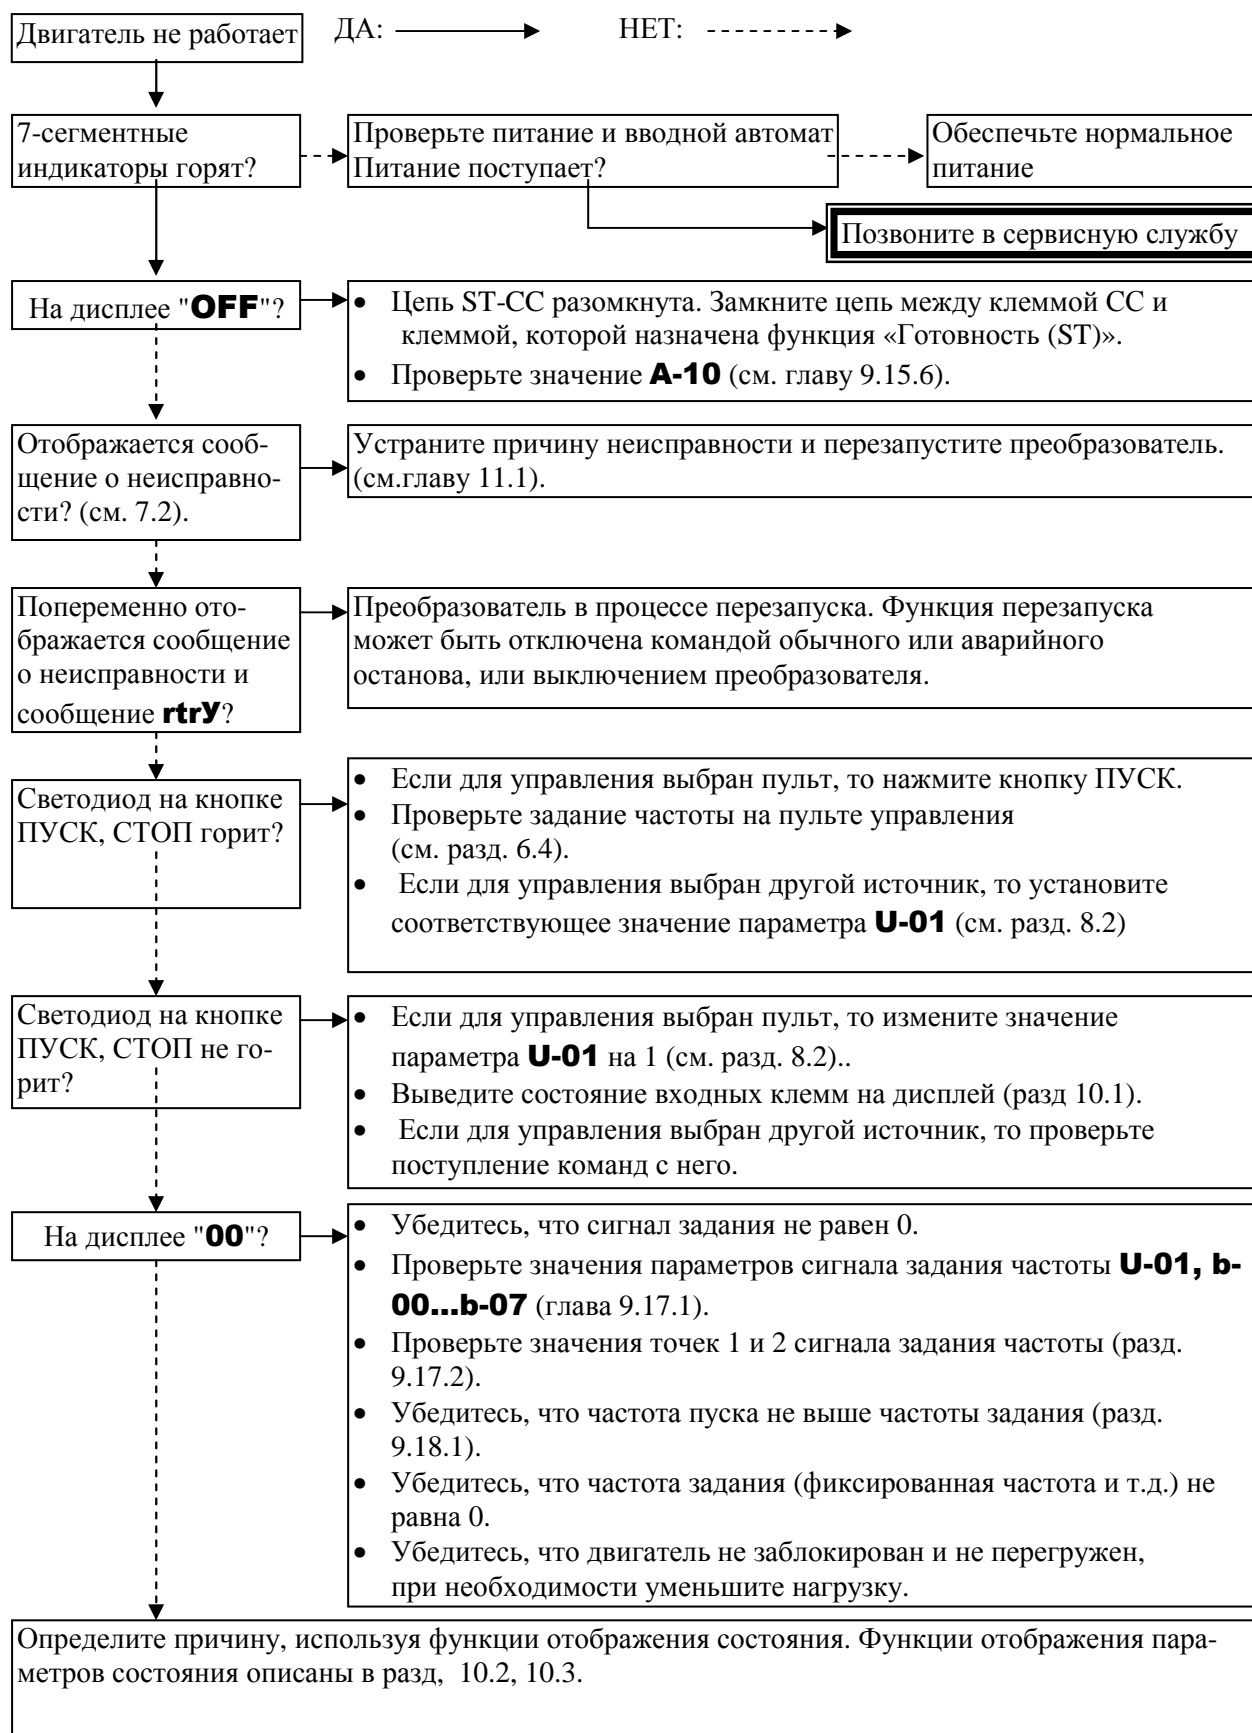 Двигатель не работает
ДА:
НЕТ:
7-сегментные
индикаторы горят?
Проверьте питание и вводной автомат
Питание поступает?
Обеспечьте нормальное
питание
Позвоните в сервисную службу
На дисплее "OFF"?
• Цепь ST-CC разомкнута. Замкните цепь между клеммой СС и
клеммой, которой назначена функция «Готовность (ST)».
• Проверьте значение A-10 (см. главу 9.15.6).
Отображается сооб-
щение о неисправно-
сти? (см. 7.2).
Устраните причину неисправности и перезапустите преобразователь.
(см.главу 11.1).
Попеременно ото-
бражается сообщение
о неисправности и
сообщение rtrУ?
Преобразователь в процессе перезапуска. Функция перезапуска
может быть отключена командой обычного или аварийного
останова, или выключением преобразователя.
Светодиод на кнопке
ПУСК, СТОП горит?
• Если для управления выбран пульт, то нажмите кнопку ПУСК.
• Проверьте задание частоты на пульте управления
(см. разд. 6.4).
• Если для управления выбран другой источник, то установите
соответствующее значение параметра U-01 (см. разд. 8.2)
Светодиод на кнопке
ПУСК, СТОП не го-
рит?
• Если для управления выбран пульт, то измените значение
параметра U-01 на 1 (см. разд. 8.2)..
• Выведите состояние входных клемм на дисплей (разд 10.1).
• Если для управления выбран другой источник, то проверьте
поступление команд с него.
На дисплее "00"?
• Убедитесь, что сигнал задания не равен 0.
• Проверьте значения параметров сигнала задания частоты U-01, b-
00...b-07 (глава 9.17.1).
• Проверьте значения точек 1 и 2 сигнала задания частоты (разд.
9.17.2).
• Убедитесь, что частота пуска не выше частоты задания (разд.
9.18.1).
• Убедитесь, что частота задания (фиксированная частота и т.д.) не
равна 0.
• Убедитесь, что двигатель не заблокирован и не перегружен,
при необходимости уменьшите нагрузку.
Определите причину, используя функции отображения состояния. Функции отображения пара-
метров состояния описаны в разд, 10.2, 10.3.